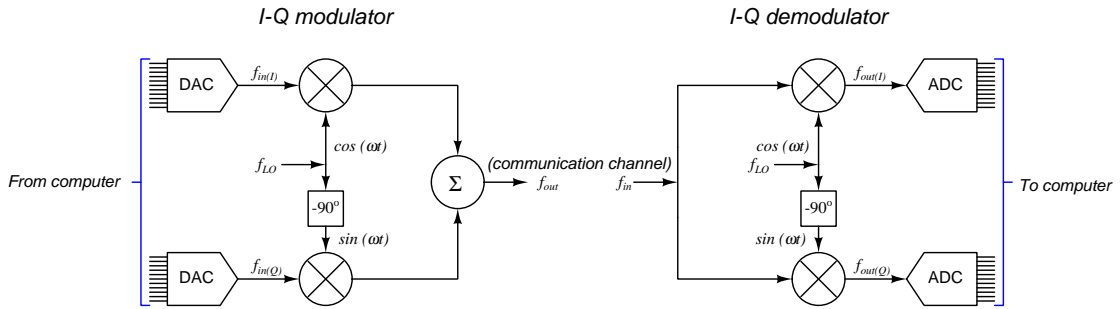 I-Q modulator
I-Q demodulator
DAC
f_in(I)
cos (ωt)
f_LO
-90°
sin (ωt)
DAC
f_in(Q)
From computer
Σ
(communication channel)
f_out
f_in
f_out(I)
ADC
cos (ωt)
f_LO
-90°
sin (ωt)
f_out(Q)
ADC
To computer